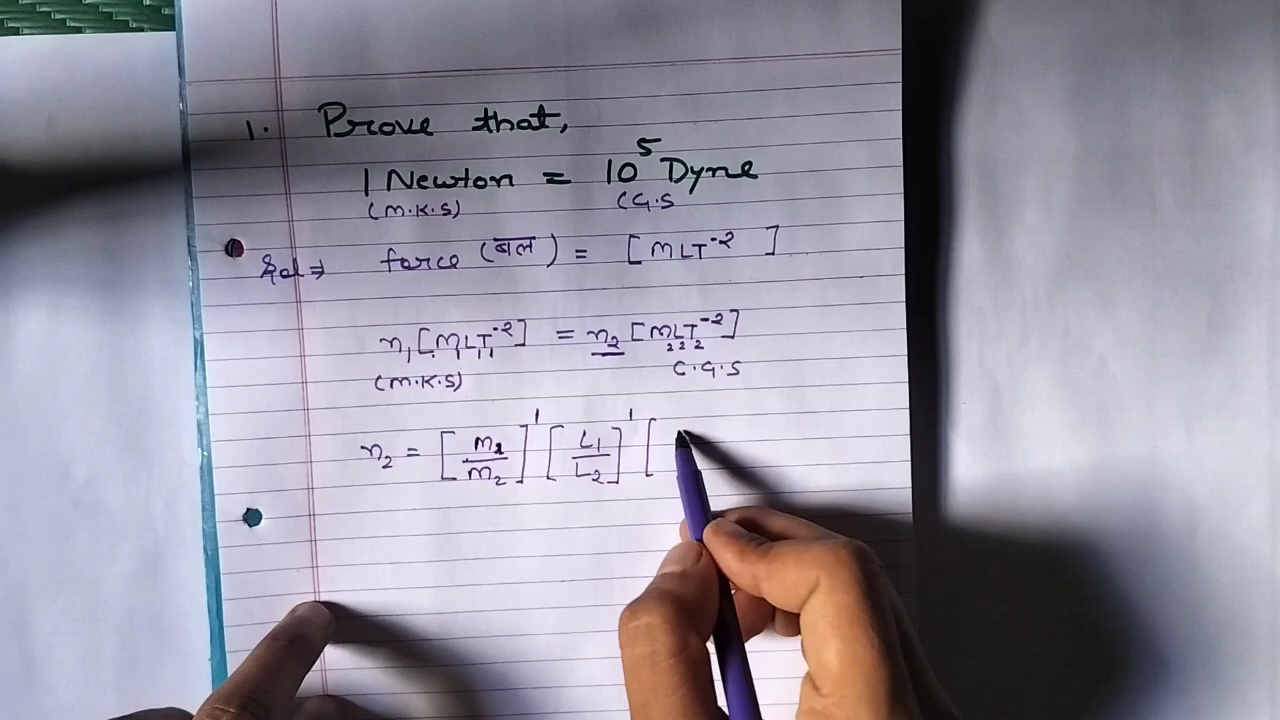 1. Prove that,
1 Newton = 10⁵ Dyne
(M.K.S) (G.S
Sol ⇒ force (बल) = [MLT⁻²]
n₁[M₁L₁T₁⁻²] = n₂[M₂L₂T₂⁻²]
(M.K.S) C.G.S
n₂ = [M₁/M₂]¹ [L₁/L₂]¹ [